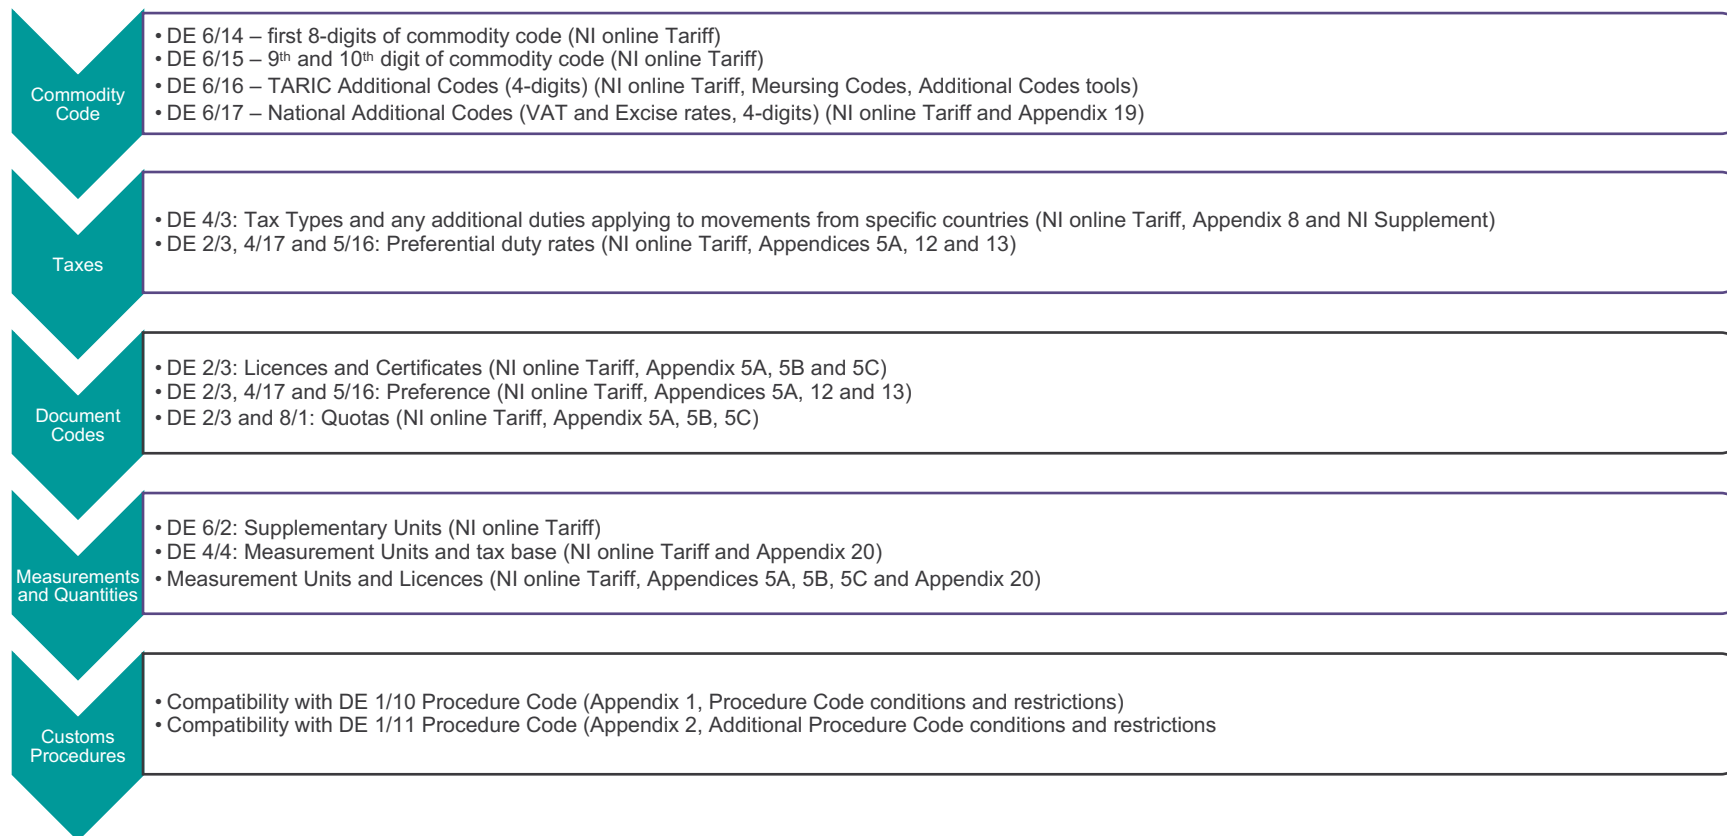 Commodity
Code
• DE 6/14 – first 8-digits of commodity code (NI online Tariff)
• DE 6/15 – 9th and 10th digit of commodity code (NI online Tariff)
• DE 6/16 – TARIC Additional Codes (4-digits) (NI online Tariff, Meursing Codes, Additional Codes tools)
• DE 6/17 – National Additional Codes (VAT and Excise rates, 4-digits) (NI online Tariff and Appendix 19)
Taxes
• DE 4/3: Tax Types and any additional duties applying to movements from specific countries (NI online Tariff, Appendix 8 and NI Supplement)
• DE 2/3, 4/17 and 5/16: Preferential duty rates (NI online Tariff, Appendices 5A, 12 and 13)
Document
Codes
• DE 2/3: Licences and Certificates (NI online Tariff, Appendix 5A, 5B and 5C)
• DE 2/3, 4/17 and 5/16: Preference (NI online Tariff, Appendices 5A, 12 and 13)
• DE 2/3 and 8/1: Quotas (NI online Tariff, Appendix 5A, 5B, 5C)
Measurements
and Quantities
• DE 6/2: Supplementary Units (NI online Tariff)
• DE 4/4: Measurement Units and tax base (NI online Tariff and Appendix 20)
• Measurement Units and Licences (NI online Tariff, Appendices 5A, 5B, 5C and Appendix 20)
Customs
Procedures
• Compatibility with DE 1/10 Procedure Code (Appendix 1, Procedure Code conditions and restrictions)
• Compatibility with DE 1/11 Procedure Code (Appendix 2, Additional Procedure Code conditions and restrictions